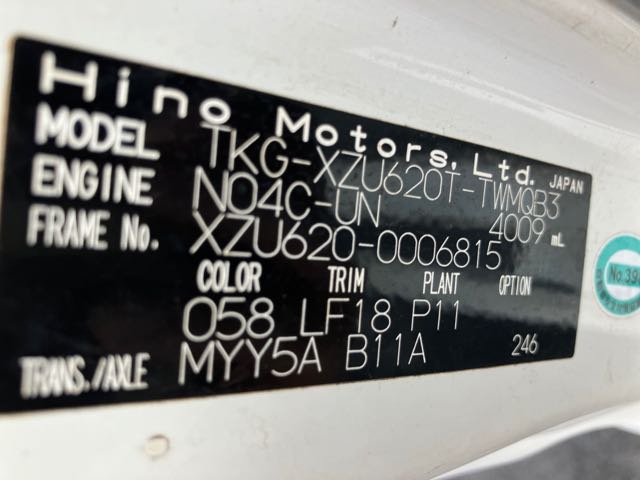 Hino Motors, Ltd. JAPAN
MODEL TKG-XZU620T-TWMQB3
ENGINE N04C-UN 4009 mL
FRAME No. XZU620-0006815
COLOR TRIM PLANT OPTION
058 LF18 P11
TRANS./AXLE MYY5A B11A 246